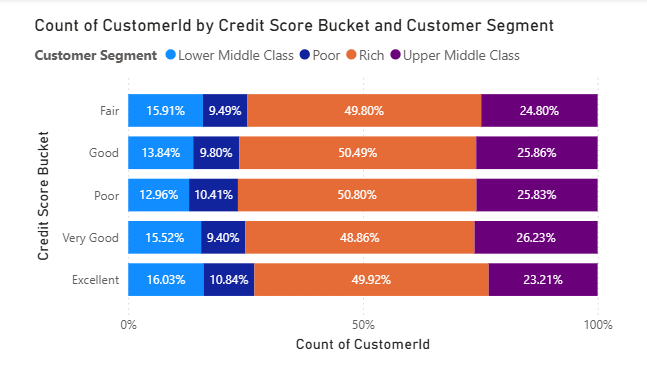 Count of CustomerId by Credit Score Bucket and Customer Segment
Customer Segment Lower Middle Class Poor Rich Upper Middle Class
Credit Score Bucket
Fair 15.91% 9.49% 49.80% 24.80%
Good 13.84% 9.80% 50.49% 25.86%
Poor 12.96% 10.41% 50.80% 25.83%
Very Good 15.52% 9.40% 48.86% 26.23%
Excellent 16.03% 10.84% 49.92% 23.21%
0% 50% 100%
Count of CustomerId